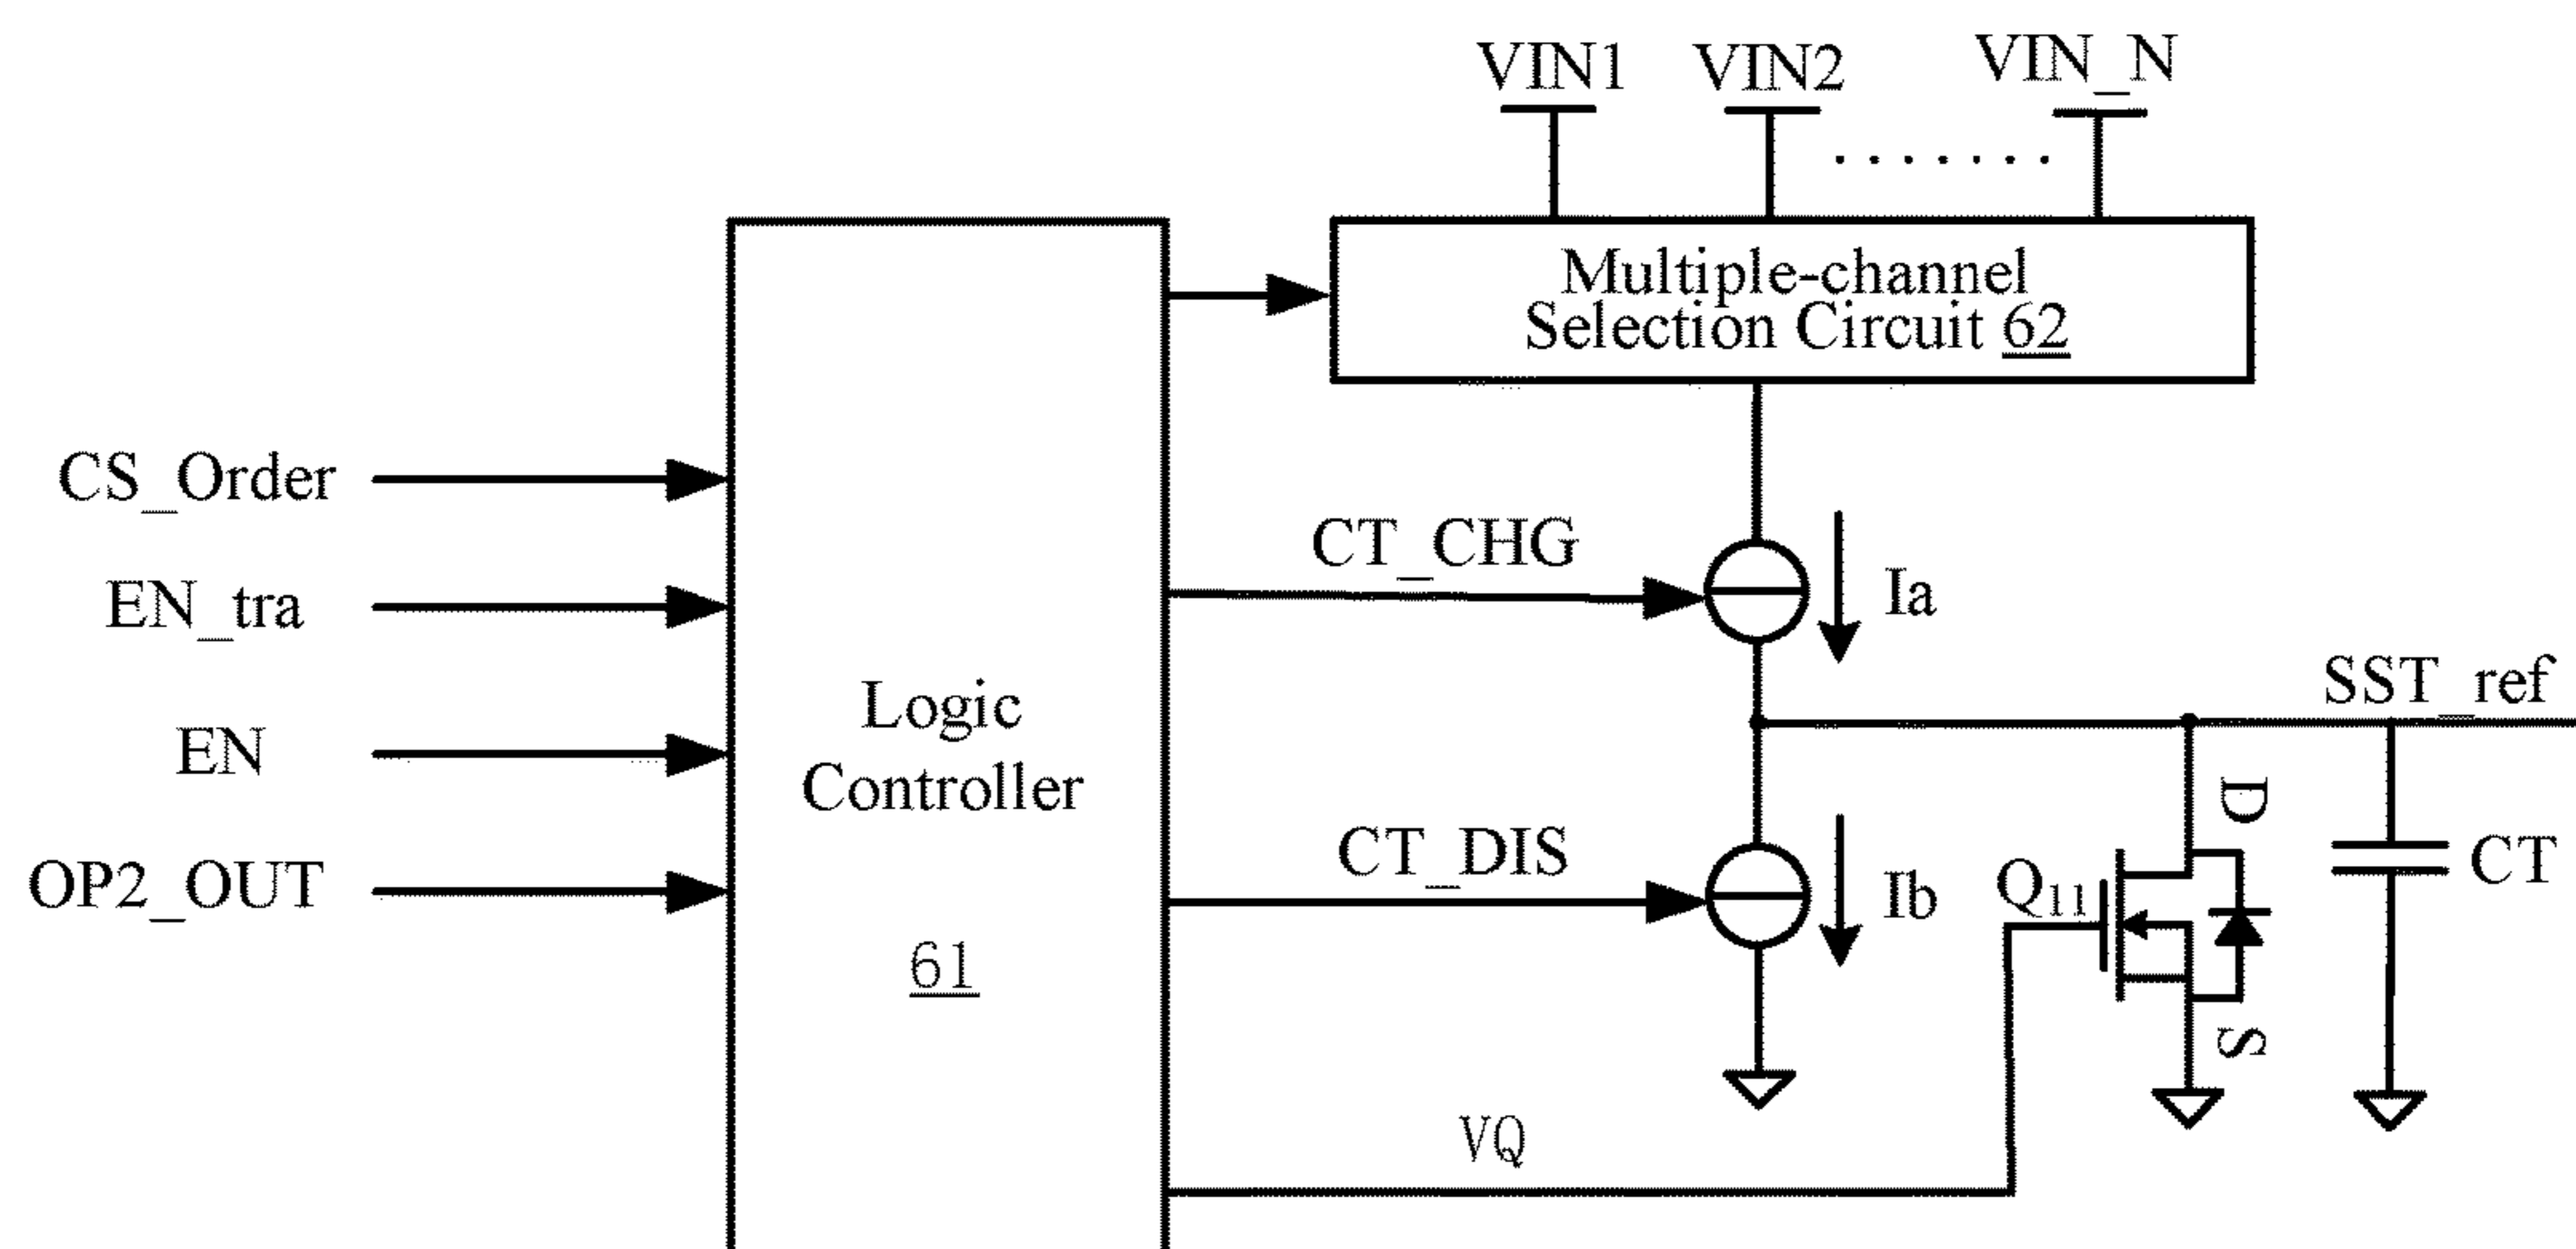 VIN1
VIN2
VIN_N
.......
Multiple-channel
Selection Circuit 62
CS_Order
EN_tra
EN
OP2_OUT
Logic
Controller
61
CT_CHG
Ia
SST_ref
CT_DIS
Ib
Q11
D
S
CT
VQ